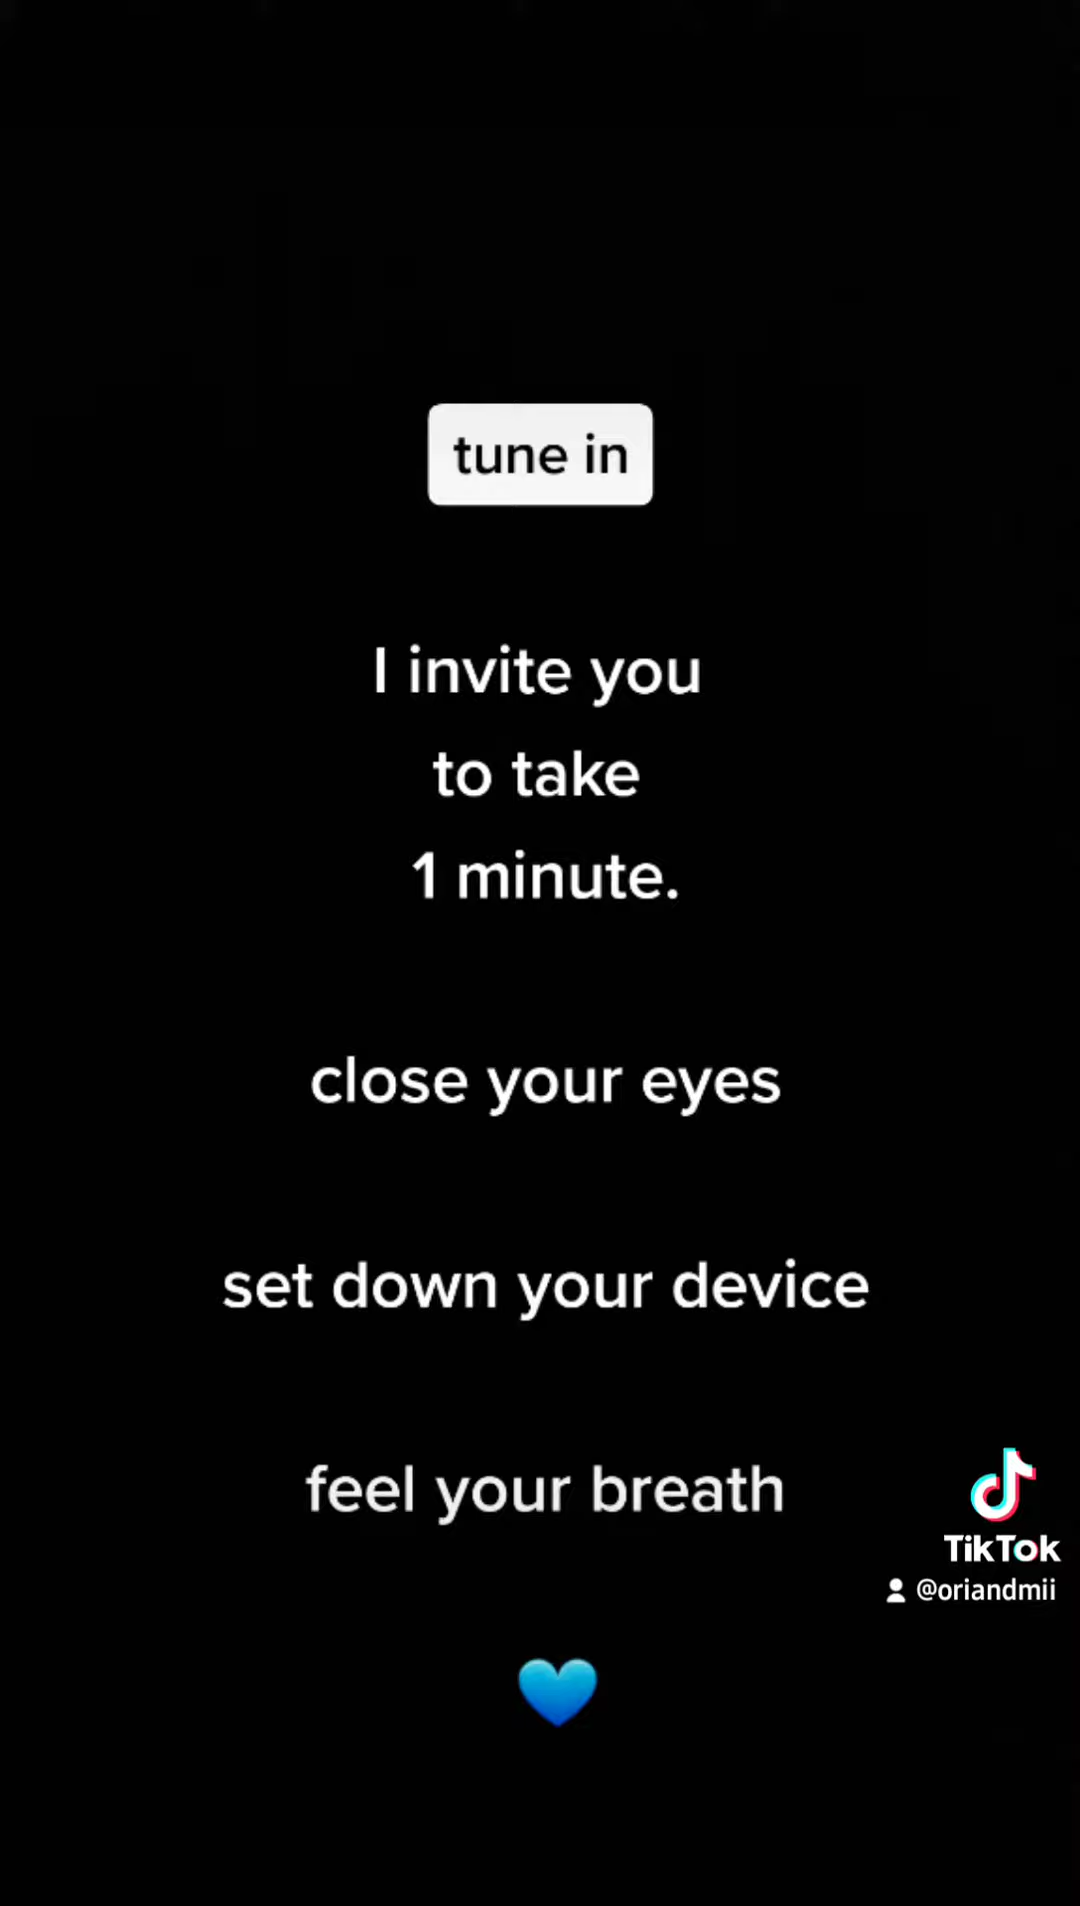 tune in
I invite you
to take
1 minute.
close your eyes
set down your device
feel your breath
TikTok
@oriandmii